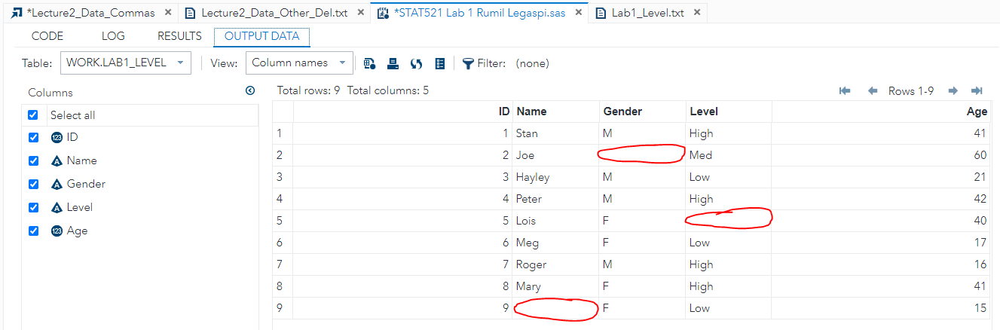 *Lecture2_Data_Commas × Lecture2_Data_Other_Del.txt × *STAT521 Lab 1 Rumil Legaspi.sas × Lab1_Level.txt ×
CODE LOG RESULTS OUTPUT DATA
Table: WORK.LAB1_LEVEL View: Column names Filter: (none)
Columns
Select all
ID
Name
Gender
Level
Age
Total rows: 9 Total columns: 5 Rows 1-9
ID Name Gender Level Age
1 1 Stan M High 41
2 2 Joe Med 60
3 3 Hayley M Low 21
4 4 Peter M High 42
5 5 Lois F 40
6 6 Meg F Low 17
7 7 Roger M High 16
8 8 Mary F High 41
9 9 F Low 15